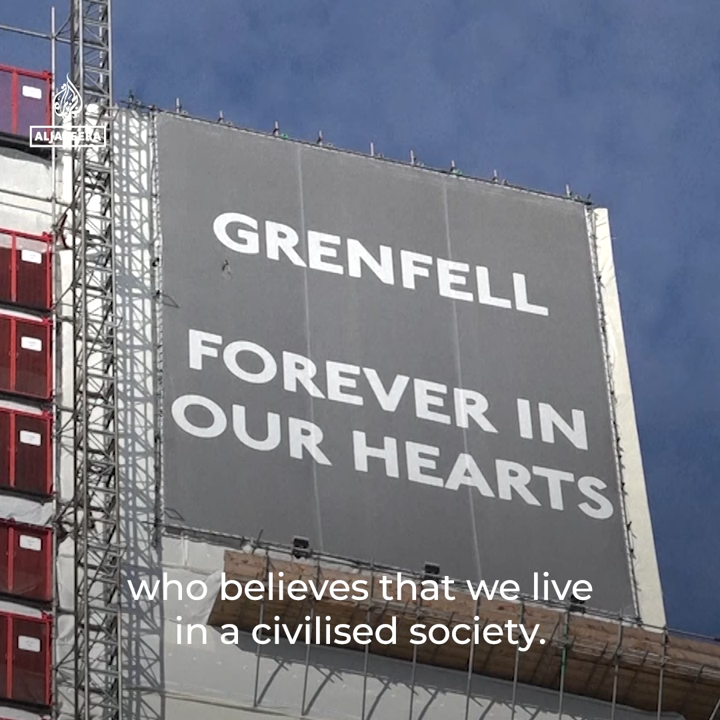 ALJAZEERA
GRENFELL
FOREVER IN
OUR HEARTS
who believes that we live
in a civilised society.